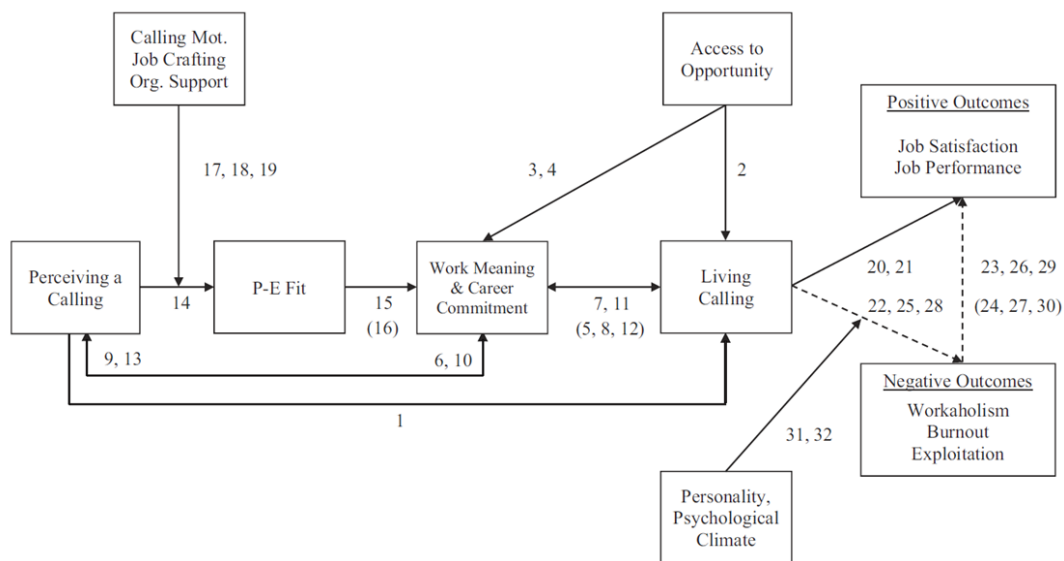 Calling Mot.
Job Crafting
Org. Support
Access to
Opportunity
Positive Outcomes
Job Satisfaction
Job Performance
17, 18, 19
3, 4
2
Perceiving a
Calling
14
P-E Fit
15
(16)
Work Meaning
& Career
Commitment
7, 11
(5, 8, 12)
Living
Calling
20, 21
22, 25, 28
23, 26, 29
(24, 27, 30)
9, 13
6, 10
1
Negative Outcomes
Workaholism
Burnout
Exploitation
31, 32
Personality,
Psychological
Climate